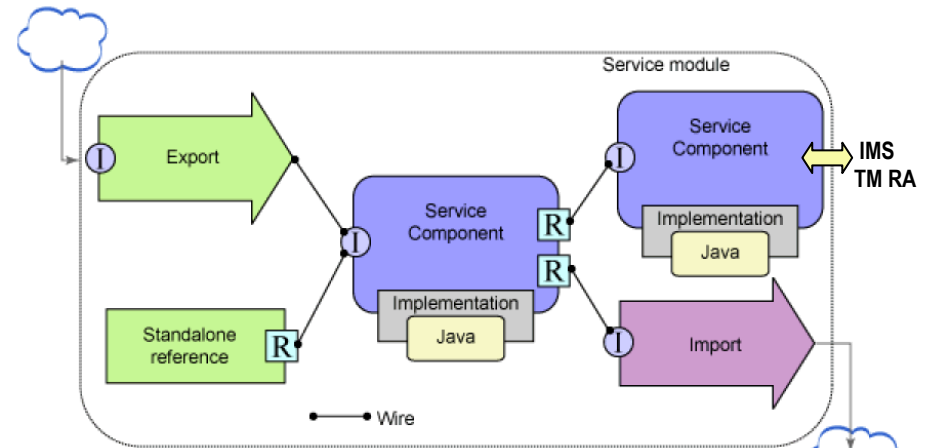 Service module
I
Export
Service
Component
I
IMS
TM RA
Implementation
Java
I
Service
Component
R
R
Implementation
Java
Standalone
reference
R
I
Import
Wire